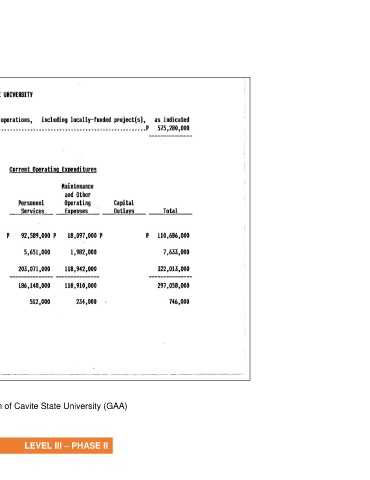 UNIVERSITY
operations, including locally-funded project(s), as indicated
P 525,280,000
Current Operating Expenditures
Maintenance
and Other
Personnel Operating Capital
Services Expenses Outlays Total
P 92,589,000 P 18,097,000 P P 110,686,000
5,651,000 1,982,000 7,633,000
203,071,000 118,942,000 322,013,000
186,148,000 110,910,000 297,058,000
512,000 234,000 746,000
of Cavite State University (GAA)
LEVEL III – PHASE II